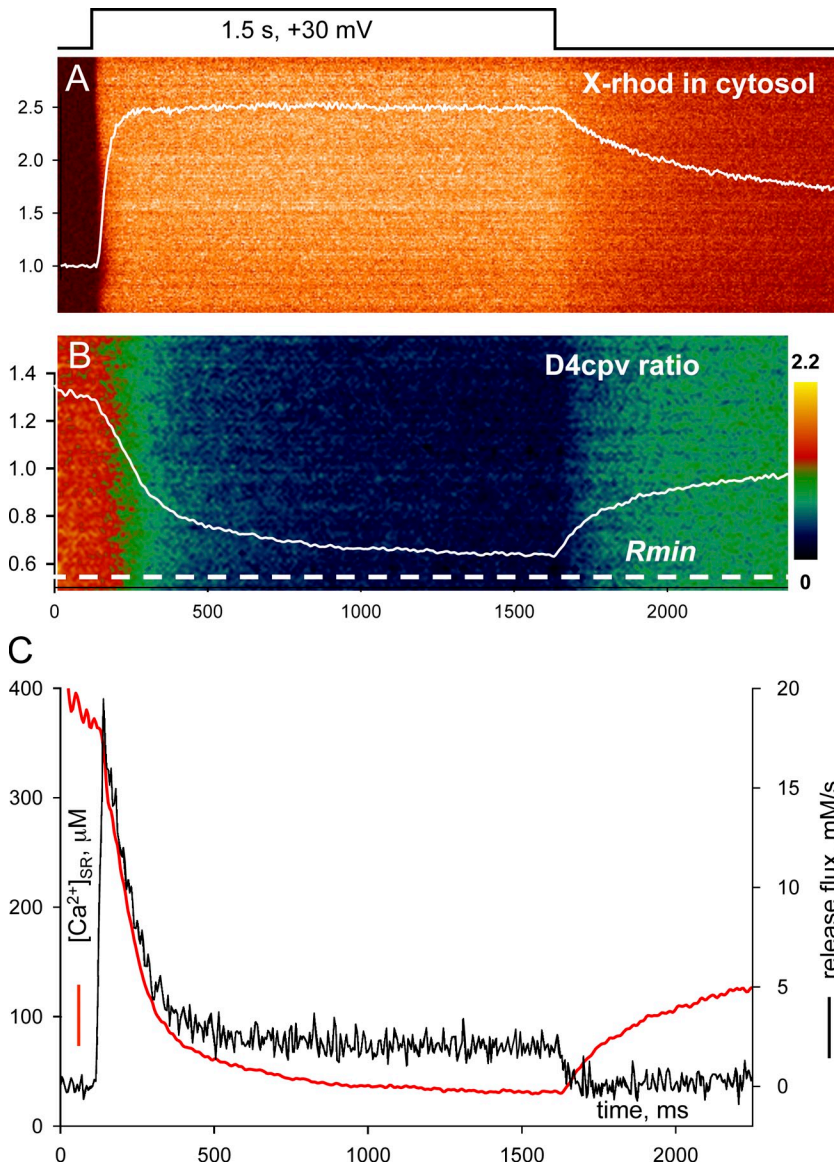 1.5 s, +30 mV
A
X-rhod in cytosol
2.5
2.0
1.5
1.0
B
D4cpv ratio
2.2
1.4
1.2
1.0
0.8
0.6
Rmin
0
0 500 1000 1500 2000
C
400
300
200
100
0
[Ca²⁺]SR, μM
20
15
10
5
0
release flux, mM/s
time, ms
0 500 1000 1500 2000